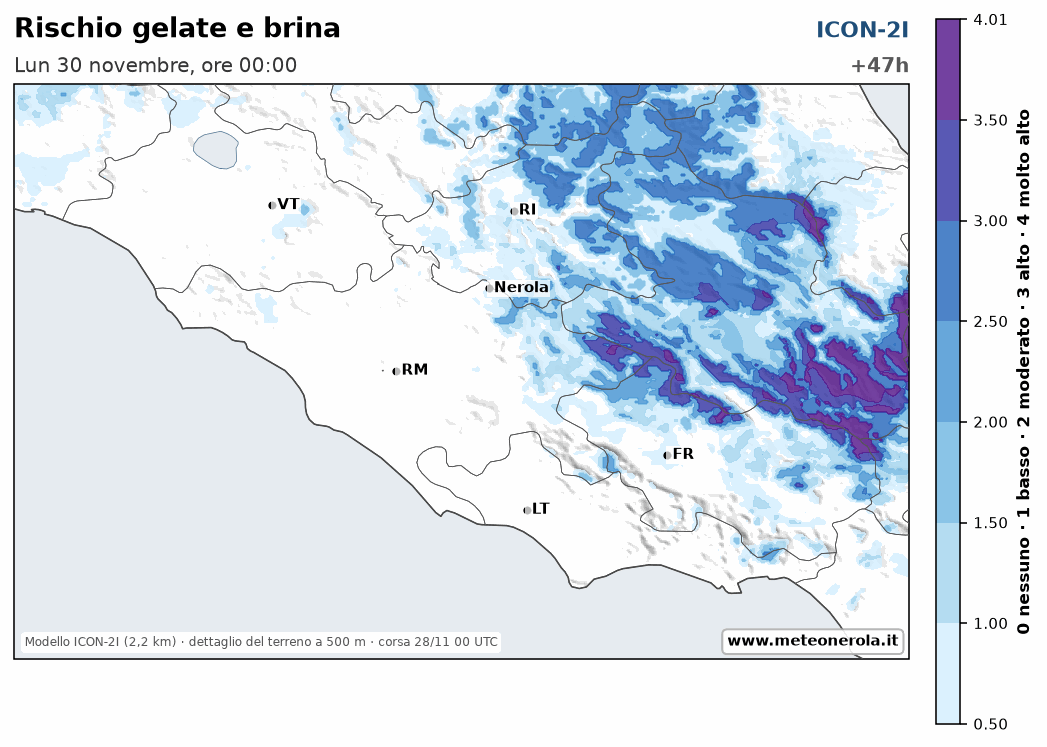 Rischio gelate e brina
ICON-2I
Lun 30 novembre, ore 00:00
+47h
VT
RI
Nerola
RM
FR
LT
Modello ICON-2I (2,2 km) · dettaglio del terreno a 500 m · corsa 28/11 00 UTC
www.meteonerola.it
4.01
3.50
3.00
2.50
2.00
1.50
1.00
0.50
0 nessuno · 1 basso · 2 moderato · 3 alto · 4 molto alto